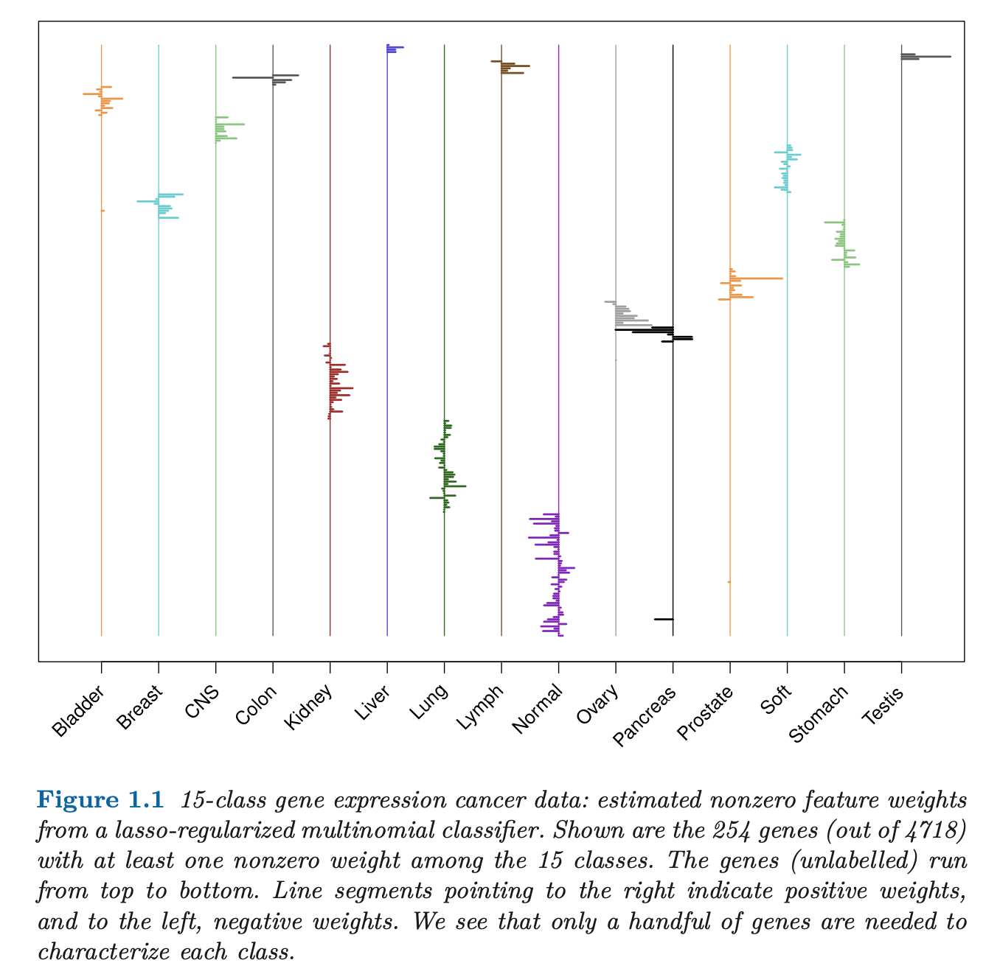 Bladder
Breast
CNS
Colon
Kidney
Liver
Lung
Lymph
Normal
Ovary
Pancreas
Prostate
Soft
Stomach
Testis
Figure 1.1 15-class gene expression cancer data: estimated nonzero feature weights
from a lasso-regularized multinomial classifier. Shown are the 254 genes (out of 4718)
with at least one nonzero weight among the 15 classes. The genes (unlabelled) run
from top to bottom. Line segments pointing to the right indicate positive weights,
and to the left, negative weights. We see that only a handful of genes are needed to
characterize each class.